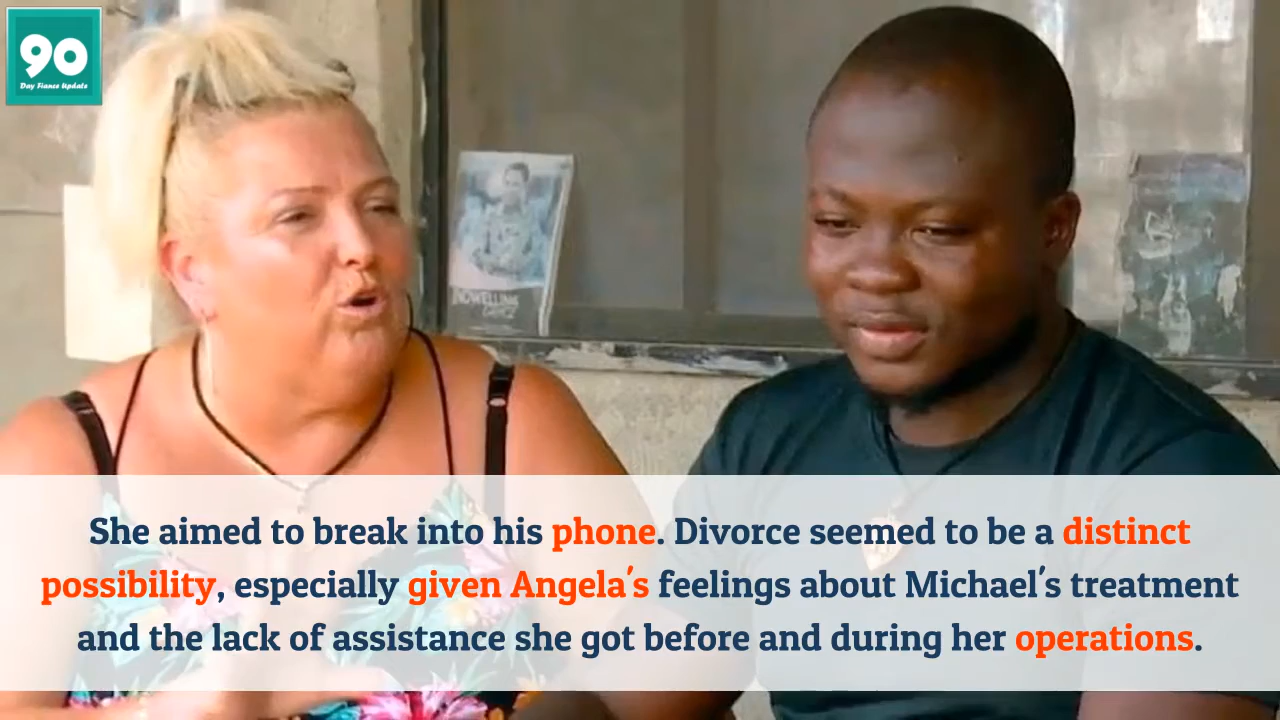 90
Day Fiance Update
She aimed to break into his phone. Divorce seemed to be a distinct
possibility, especially given Angela's feelings about Michael's treatment
and the lack of assistance she got before and during her operations.